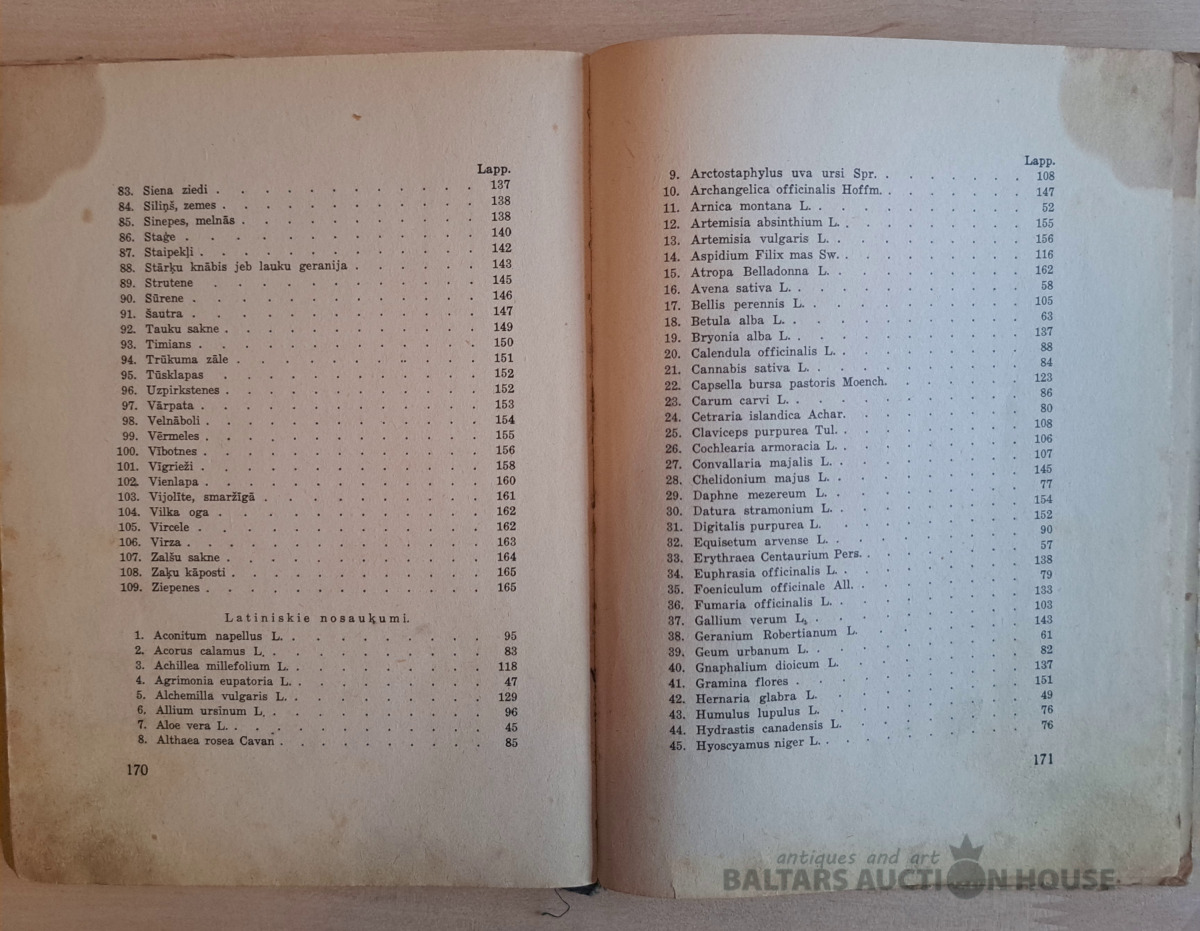 Lapp.
83. Siena ziedi . . . . . . . . . . . . . 137
84. Siliņš, zemes . . . . . . . . . . . . . 138
85. Sinepes, melnās . . . . . . . . . . . . 138
86. Staģe . . . . . . . . . . . . . . 140
87. Staipekļi . . . . . . . . . . . . . . 142
88. Stārķu knābis jeb lauku geranija . . . . . . . 143
89. Strutene . . . . . . . . . . . . . 145
90. Sūrene . . . . . . . . . . . . . . 146
91. Šautra . . . . . . . . . . . . . . 147
92. Tauku sakne . . . . . . . . . . . . . 149
93. Timians . . . . . . . . . . . . . . 150
94. Trūkuma zāle . . . . . . . . . . . . 151
95. Tūsklapas . . . . . . . . . . . . . 152
96. Uzpirkstenes . . . . . . . . . . . . . 152
97. Vārpata . . . . . . . . . . . . . . 153
98. Velnāboli . . . . . . . . . . . . . . 154
99. Vērmeles . . . . . . . . . . . . . . 155
100. Vībotnes . . . . . . . . . . . . . . 156
101. Vīgrieži . . . . . . . . . . . . . . 158
102. Vienlapa . . . . . . . . . . . . . . 160
103. Vijolīte, smaržīgā . . . . . . . . . . . 161
104. Vilka oga . . . . . . . . . . . . . 162
105. Vircele . . . . . . . . . . . . . . 162
106. Virza . . . . . . . . . . . . . . . 163
107. Zalšu sakne . . . . . . . . . . . . . 164
108. Zaķu kāposti . . . . . . . . . . . . . 165
109. Ziepenes . . . . . . . . . . . . . . 165
Latiniskie nosauķumi.
1. Aconitum napellus L. . . . . . . . . . . 95
2. Acorus calamus L. . . . . . . . . . . 83
3. Achillea millefolium L. . . . . . . . . . 118
4. Agrimonia eupatoria L. . . . . . . . . . 47
5. Alchemilla vulgaris L. . . . . . . . . . 129
6. Allium ursinum L. . . . . . . . . . . 96
7. Aloe vera L. . . . . . . . . . . . . 45
8. Althaea rosea Cavan . . . . . . . . . . 85
170
Lapp.
9. Arctostaphylus uva ursi Spr. . . . . . . . 108
10. Archangelica officinalis Hoffm. . . . . . . . 147
11. Arnica montana L. . . . . . . . . . . 52
12. Artemisia absinthium L. . . . . . . . . . 155
13. Artemisia vulgaris L. . . . . . . . . . 156
14. Aspidium Filix mas Sw. . . . . . . . . . 116
15. Atropa Belladonna L. . . . . . . . . . 162
16. Avena sativa L. . . . . . . . . . . . 58
17. Bellis perennis L. . . . . . . . . . . 105
18. Betula alba L. . . . . . . . . . . . 63
19. Bryonia alba L. . . . . . . . . . . . 137
20. Calendula officinalis L. . . . . . . . . . 88
21. Cannabis sativa L. . . . . . . . . . . 84
22. Capsella bursa pastoris Moench. . . . . . . 123
23. Carum carvi L. . . . . . . . . . . . 86
24. Cetraria islandica Achar. . . . . . . . . 80
25. Claviceps purpurea Tul. . . . . . . . . . 108
26. Cochlearia armoracia L. . . . . . . . . . 106
27. Convallaria majalis L. . . . . . . . . . 107
28. Chelidonium majus L. . . . . . . . . . 145
29. Daphne mezereum L. . . . . . . . . . 77
30. Datura stramonium L. . . . . . . . . . 154
31. Digitalis purpurea L. . . . . . . . . . 152
32. Equisetum arvense L. . . . . . . . . . 90
33. Erythraea Centaurium Pers. . . . . . . . . 57
34. Euphrasia officinalis L. . . . . . . . . . 138
35. Foeniculum officinale All. . . . . . . . . 79
36. Fumaria officinalis L. . . . . . . . . . 133
37. Gallium verum L. . . . . . . . . . . 103
38. Geranium Robertianum L. . . . . . . . . 143
39. Geum urbanum L. . . . . . . . . . . 61
40. Gnaphalium dioicum L. . . . . . . . . . 82
41. Gramina flores . . . . . . . . . . . 137
42. Hernaria glabra L. . . . . . . . . . . 151
43. Humulus lupulus L. . . . . . . . . . . 49
44. Hydrastis canadensis L. . . . . . . . . . 76
45. Hyoscyamus niger L. . . . . . . . . . . 76
171
antiques and art
BALTARS AUCTION HOUSE